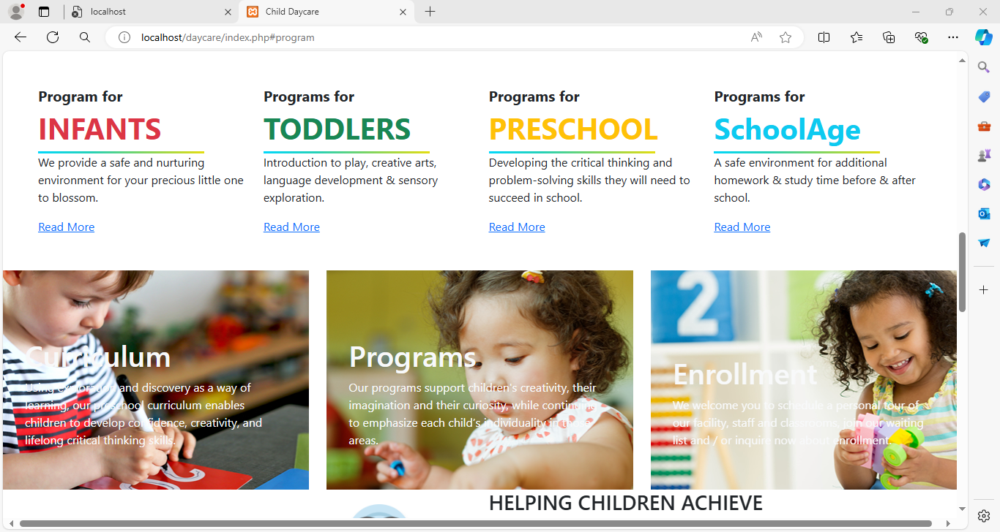 localhost
Child Daycare
localhost/daycare/index.php#program
Program for
INFANTS
We provide a safe and nurturing
environment for your precious little one
to blossom.
Read More
Programs for
TODDLERS
Introduction to play, creative arts,
language development & sensory
exploration.
Read More
Programs for
PRESCHOOL
Developing the critical thinking and
problem-solving skills they will need to
succeed in school.
Read More
Programs for
SchoolAge
A safe environment for additional
homework & study time before & after
school.
Read More
Curriculum
Using exploration and discovery as a way of
learning, our preschool curriculum enables
children to develop confidence, creativity, and
lifelong critical thinking skills.
Programs
Our programs support children's creativity, their
imagination and their curiosity, while continuing
to emphasize each child's individuality in these
areas.
2
Enrollment
We welcome you to schedule a personal tour of
our facility, staff and classrooms, join our waiting
list and / or inquire now about enrollment.
HELPING CHILDREN ACHIEVE